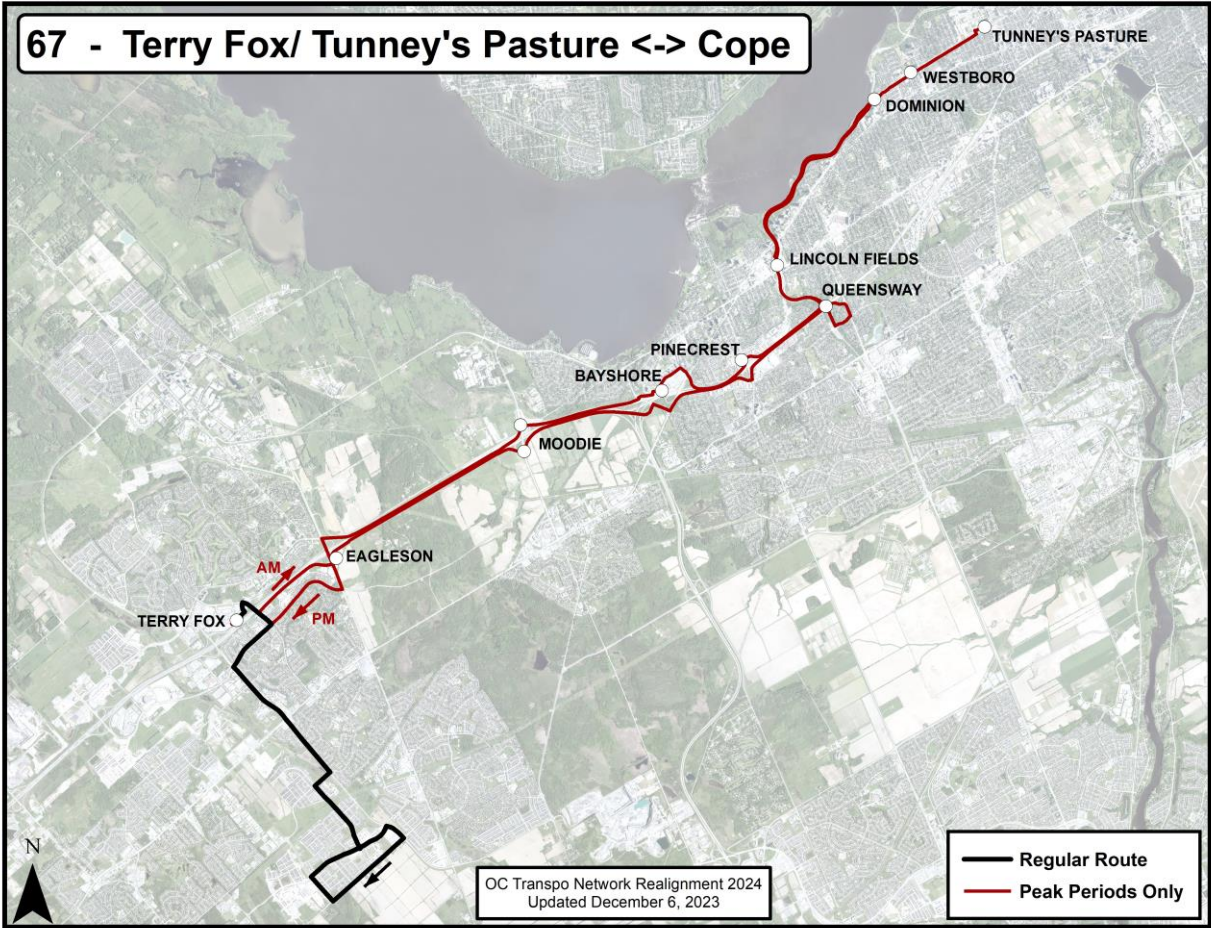 67 - Terry Fox/ Tunney's Pasture <-> Cope
TUNNEY'S PASTURE
WESTBORO
DOMINION
LINCOLN FIELDS
QUEENSWAY
PINECREST
BAYSHORE
MOODIE
EAGLESON
AM
TERRY FOX
PM
N
OC Transpo Network Realignment 2024
Updated December 6, 2023
Regular Route
Peak Periods Only